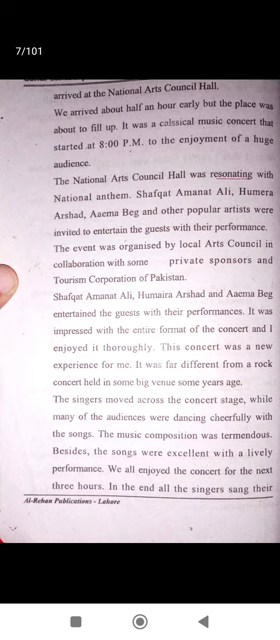 7/101
arrived at the National Arts Council Hall.
We arrived about half an hour early but the place was
about to fill up. It was a calssical music concert that
started at 8:00 P.M. to the enjoyment of a huge
audience.
The National Arts Council Hall was resonating with
National anthem. Shafqat Amanat Ali, Humera
Arshad, Aaema Beg and other popular artists were
invited to entertain the guests with their performance.
The event was organised by local Arts Council in
collaboration with some private sponsors and
Tourism Corporation of Pakistan.
Shafqat Amanat Ali, Humaira Arshad and Aaema Beg
entertained the guests with their performances. It was
impressed with the entire format of the concert and I
enjoyed it thoroughly. This concert was a new
experience for me. It was far different from a rock
concert held in some big venue some years age.
The singers moved across the concert stage, while
many of the audiences were dancing cheerfully with
the songs. The music composition was termendous.
Besides, the songs were excellent with a lively
performance. We all enjoyed the concert for the next
three hours. In the end all the singers sang their
Al-Rehan Publications - Lahore